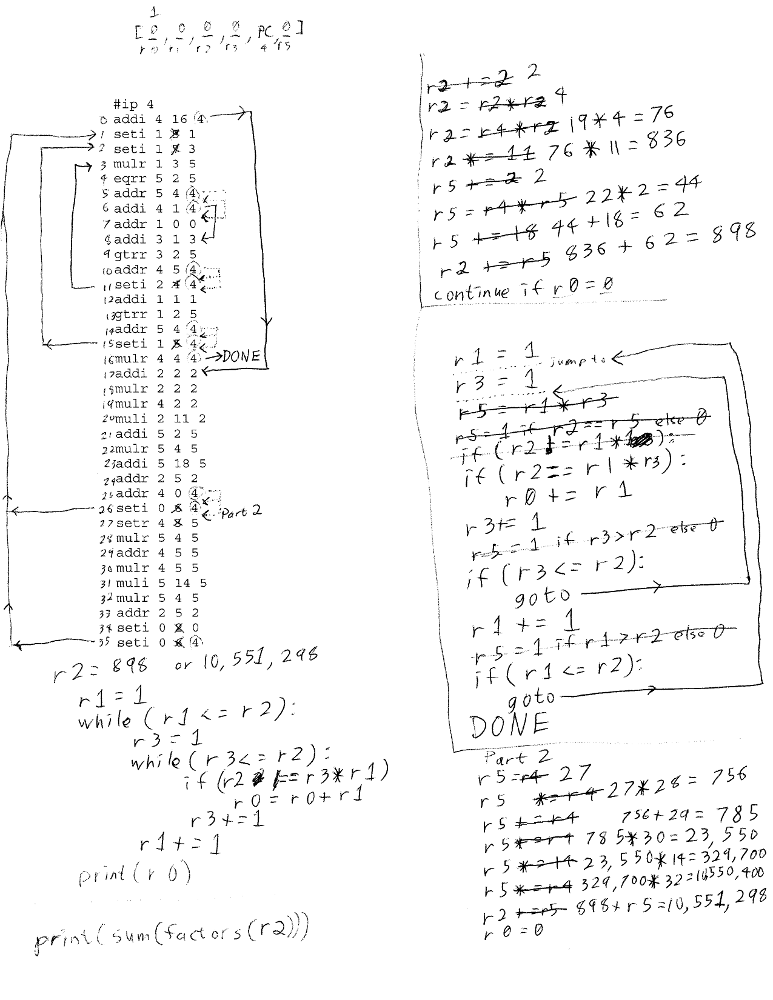 1
[0, 0, 0, 0, PC, 0]
r0 r1 r2 r3 4 r5
#ip 4
0 addi 4 16 4
1 seti 1 8 1
2 seti 1 3
3 mulr 1 3 5
4 eqrr 5 2 5
5 addr 5 4 4
6 addi 4 1 4
7 addr 1 0 0
8 addi 3 1 3
9 gtrr 3 2 5
10 addr 4 5 4
11 seti 2 4
12 addi 1 1 1
13 gtrr 1 2 5
14 addr 5 4 4
15 seti 1 4
16 mulr 4 4 4 → DONE
17 addi 2 2 2
18 mulr 2 2 2
19 mulr 4 2 2
20 muli 2 11 2
21 addi 5 2 5
22 mulr 5 4 5
23 addi 5 18 5
24 addr 2 5 2
25 addr 4 0 4
26 seti 0 4 Part 2
27 setr 4 8 5
28 mulr 5 4 5
29 addr 4 5 5
30 mulr 4 5 5
31 muli 5 14 5
32 mulr 5 4 5
33 addr 2 5 2
34 seti 0 0
35 seti 0 4
r2 = 898 or 10,551,298
r1 = 1
while (r1 <= r2):
r3 = 1
while (r3 <= r2):
if (r2 == r3* r1)
r0 = r0 + r1
r3 += 1
r1 += 1
print(r0)
print(sum(factors(r2)))
r2 += 2 2
r2 = r2*r2 4
r2 = r4*r2 19*4 = 76
r2 *= 11 76 * 11 = 836
r5 += 2 2
r5 = r4 * r5 22*2 = 44
r5 += 18 44+18 = 62
r2 += r5 836 + 62 = 898
continue if r0 = 0
r1 = 1 jump to
r3 = 1
r5 = r1 * r3
r5 = 1 if r2 == r5 else 0
if (r2 != r1 * ):
if (r2 == r1 * r3):
r0 += r1
r3 += 1
r5 = 1 if r3 > r2 else 0
if (r3 <= r2):
goto
r1 += 1
r5 = 1 if r1 > r2 else 0
if (r1 <= r2):
goto
DONE
Part 2
r5 = r4 27
r5 *= r4 27*28 = 756
r5 += r4 756+29 = 785
r5 *= r4 785*30 = 23,550
r5 *= 14 23,550*14 = 329,700
r5 *= r4 329,700*32 = 10,550,400
r2 += r5 898+r5 = 10,551,298
r0 = 0